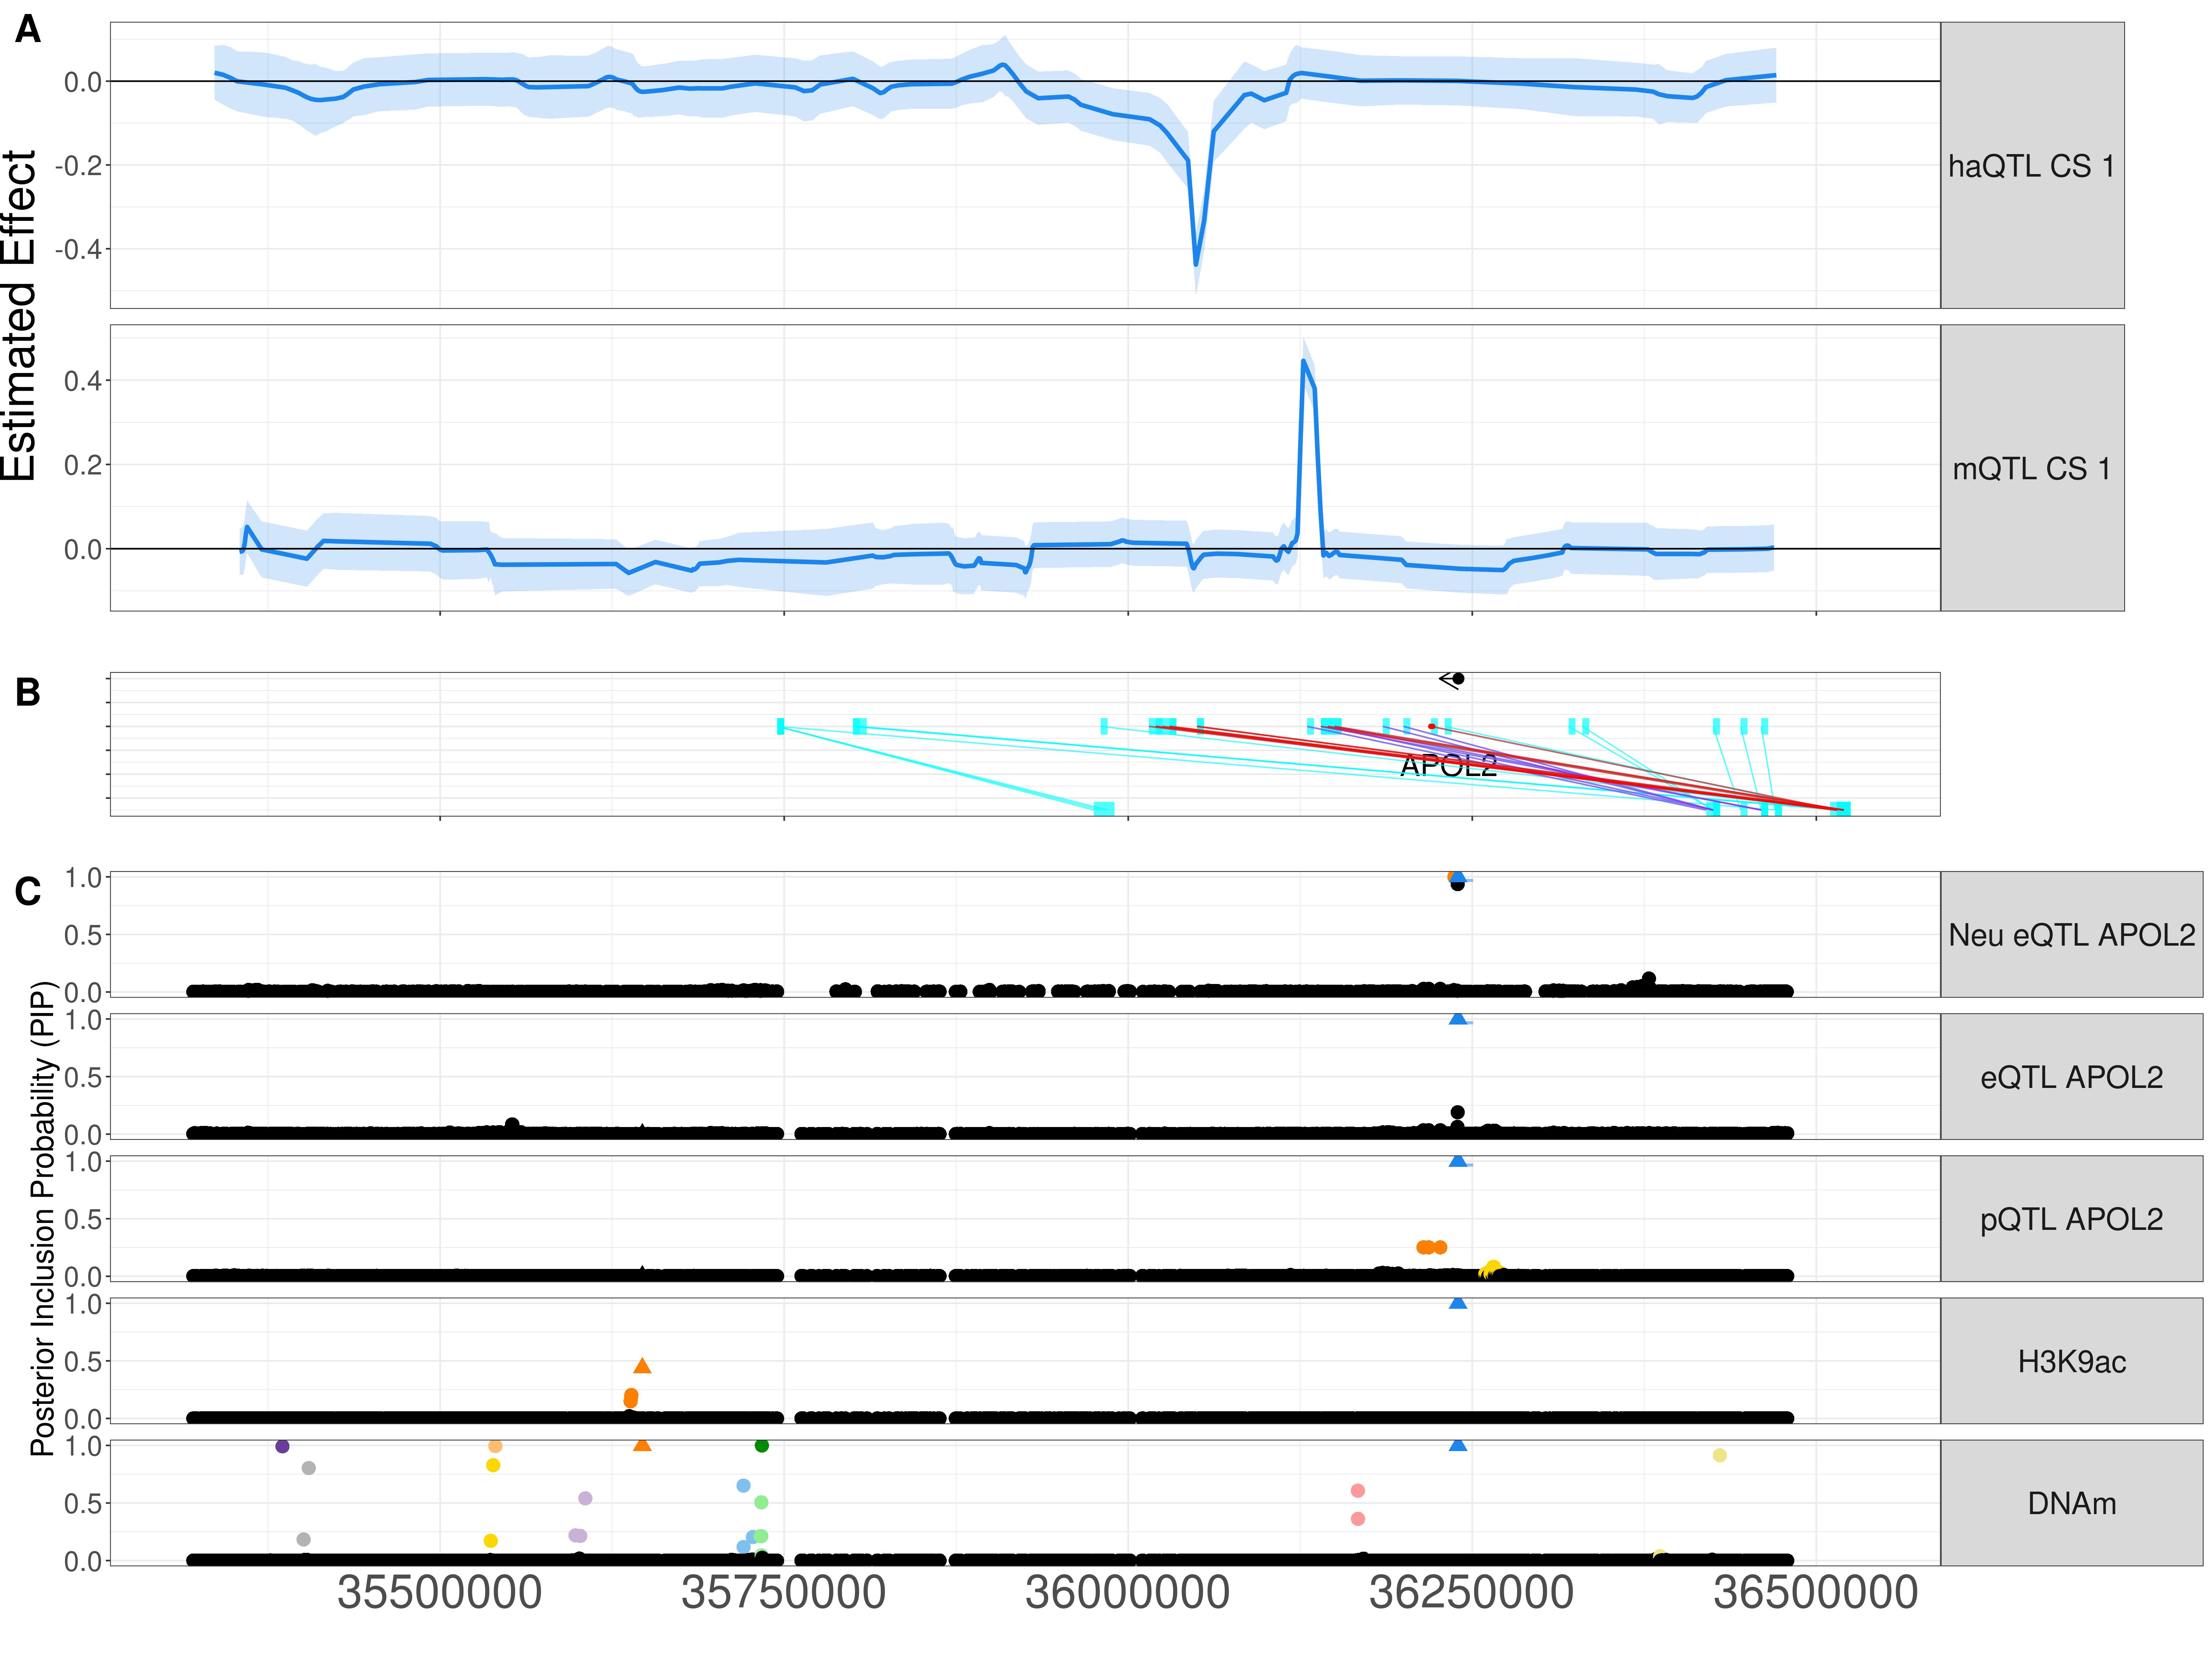 A
Estimated Effect
0.0
-0.2
-0.4
haQTL CS 1
0.4
0.2
0.0
mQTL CS 1
B
APOL2
C
Posterior Inclusion Probability (PIP)
1.0
0.5
0.0
Neu eQTL APOL2
1.0
0.5
0.0
eQTL APOL2
1.0
0.5
0.0
pQTL APOL2
1.0
0.5
0.0
H3K9ac
1.0
0.5
0.0
DNAm
35500000 35750000 36000000 36250000 36500000